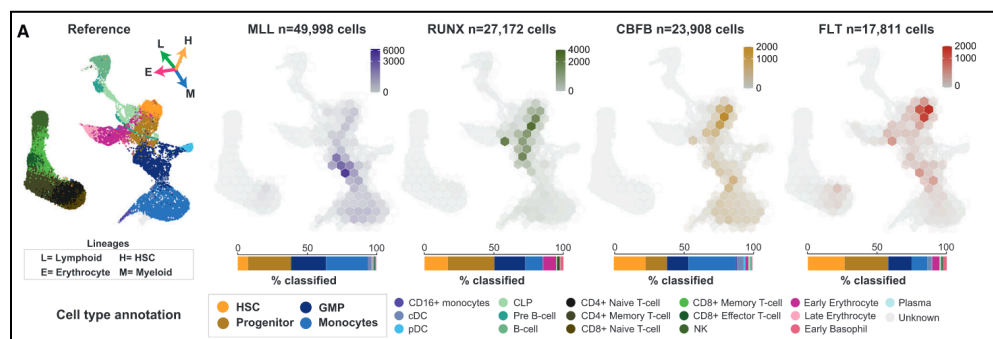 A
Reference
MLL n=49,998 cells
RUNX n=27,172 cells
CBFB n=23,908 cells
FLT n=17,811 cells
L
H
E
M
6000
3000
0
4000
2000
0
2000
1000
0
2000
1000
0
Lineages
L= Lymphoid H= HSC
E= Erythrocyte M= Myeloid
0 100
% classified
0 50 100
% classified
0 50 100
% classified
0 50 100
% classified
Cell type annotation
HSC
Progenitor
GMP
Monocytes
CD16+ monocytes
cDC
pDC
CLP
Pre B-cell
B-cell
CD4+ Naive T-cell
CD4+ Memory T-cell
CD8+ Naive T-cell
CD8+ Memory T-cell
CD8+ Effector T-cell
NK
Early Erythrocyte
Late Erythrocyte
Early Basophil
Plasma
Unknown